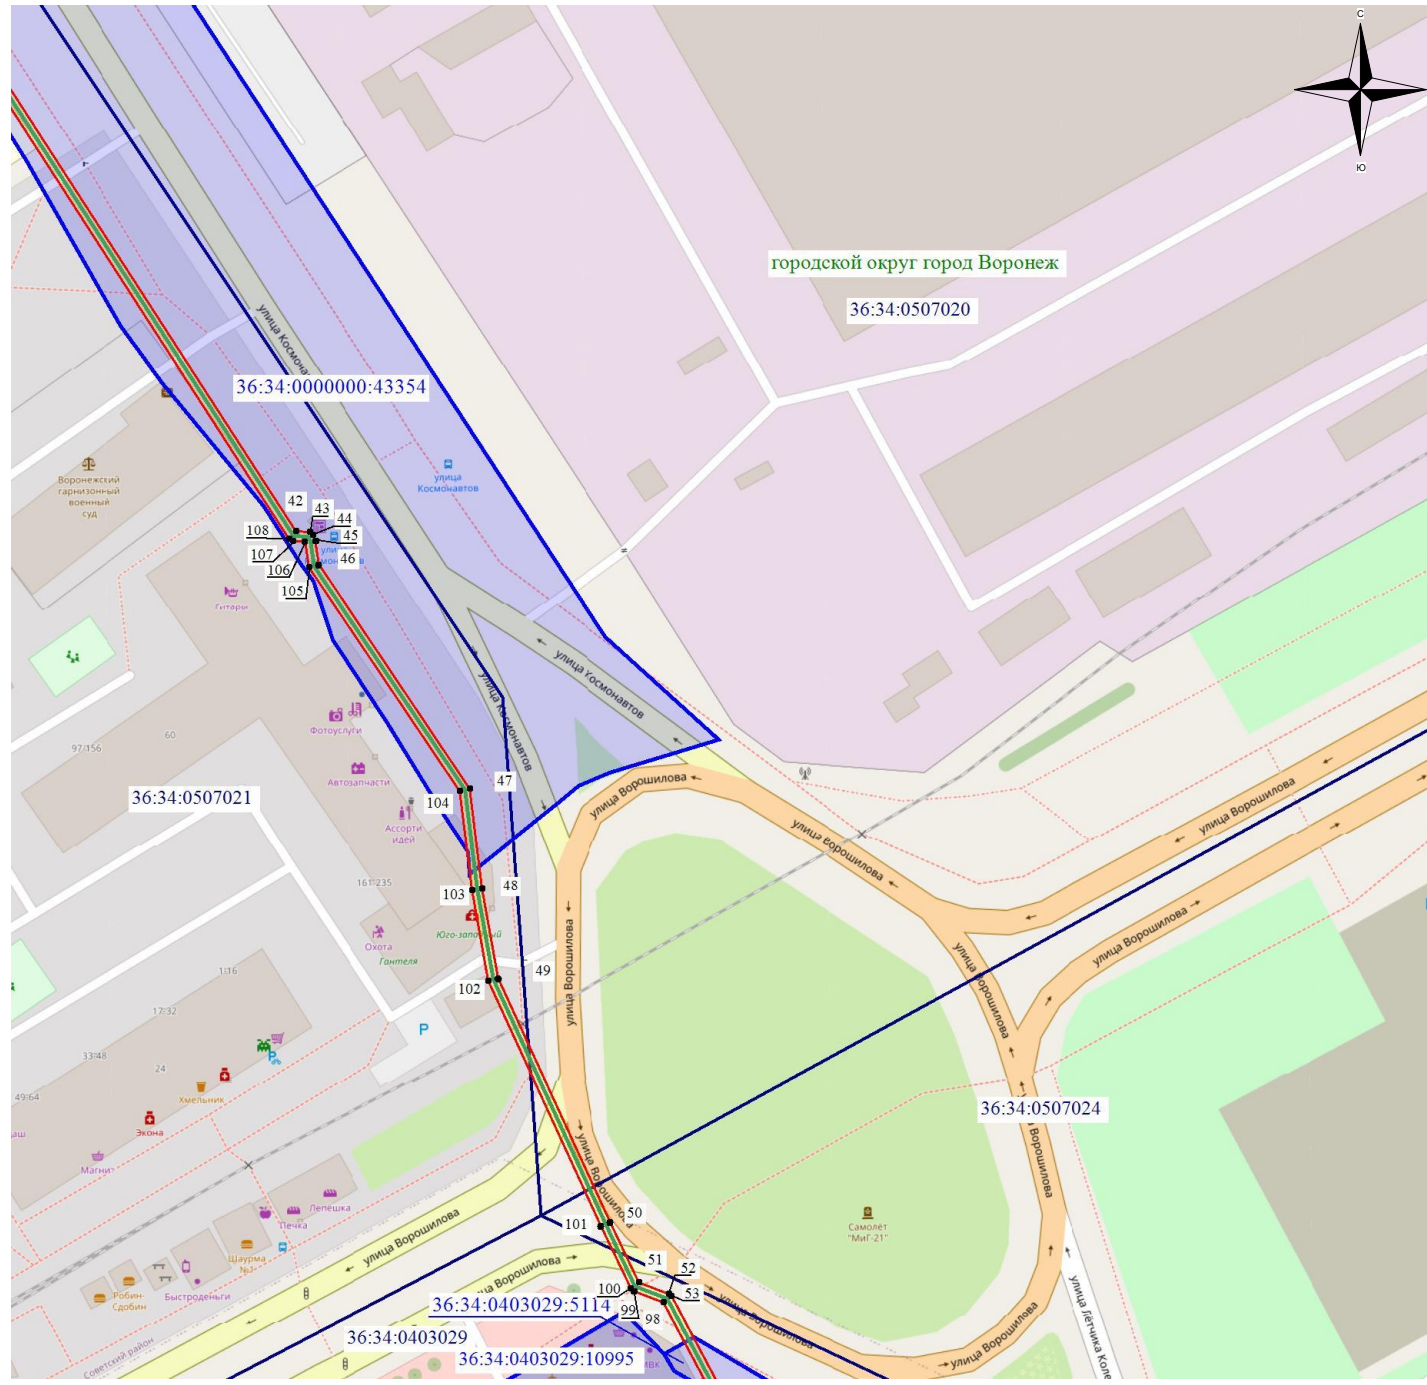 С
Ю
городской округ город Воронеж
36:34:0507020
улица Космонавтов
36:34:0000000:43354
Воронежский
гарнизонный
военный
суд
улица
Космонавтов
42
43
44
45
46
108
107
106
105
Гитары
улица Космонавтов
улица Космонавтов
Фотоуслуги
97-156
60
Автозапчасти
47
104
36:34:0507021
Ассорти
идей
улица Ворошилова
улица Ворошилова
улица Ворошилова
161-235
103
48
Юго-западный
Охота
Гантеля
улица Ворошилова
улица Ворошилова
улица Ворошилова
1-16
49
102
17-32
P
33-48
24
Хмельник
49-64
Экона
Магнит
36:34:0507024
улица Ворошилова
Ворошилова
Лепёшка
Печка
улица Ворошилова
101
50
Самолёт
"МиГ-21"
Шаурма
№1
Робин-
Сдобин
Быстроденьги
улица Ворошилова
51
52
53
100
99
98
улица Ворошилова
улица Ворошилова
улица Лётчика Коле
36:34:0403029:5114
36:34:0403029
36:34:0403029:10995
Советский район